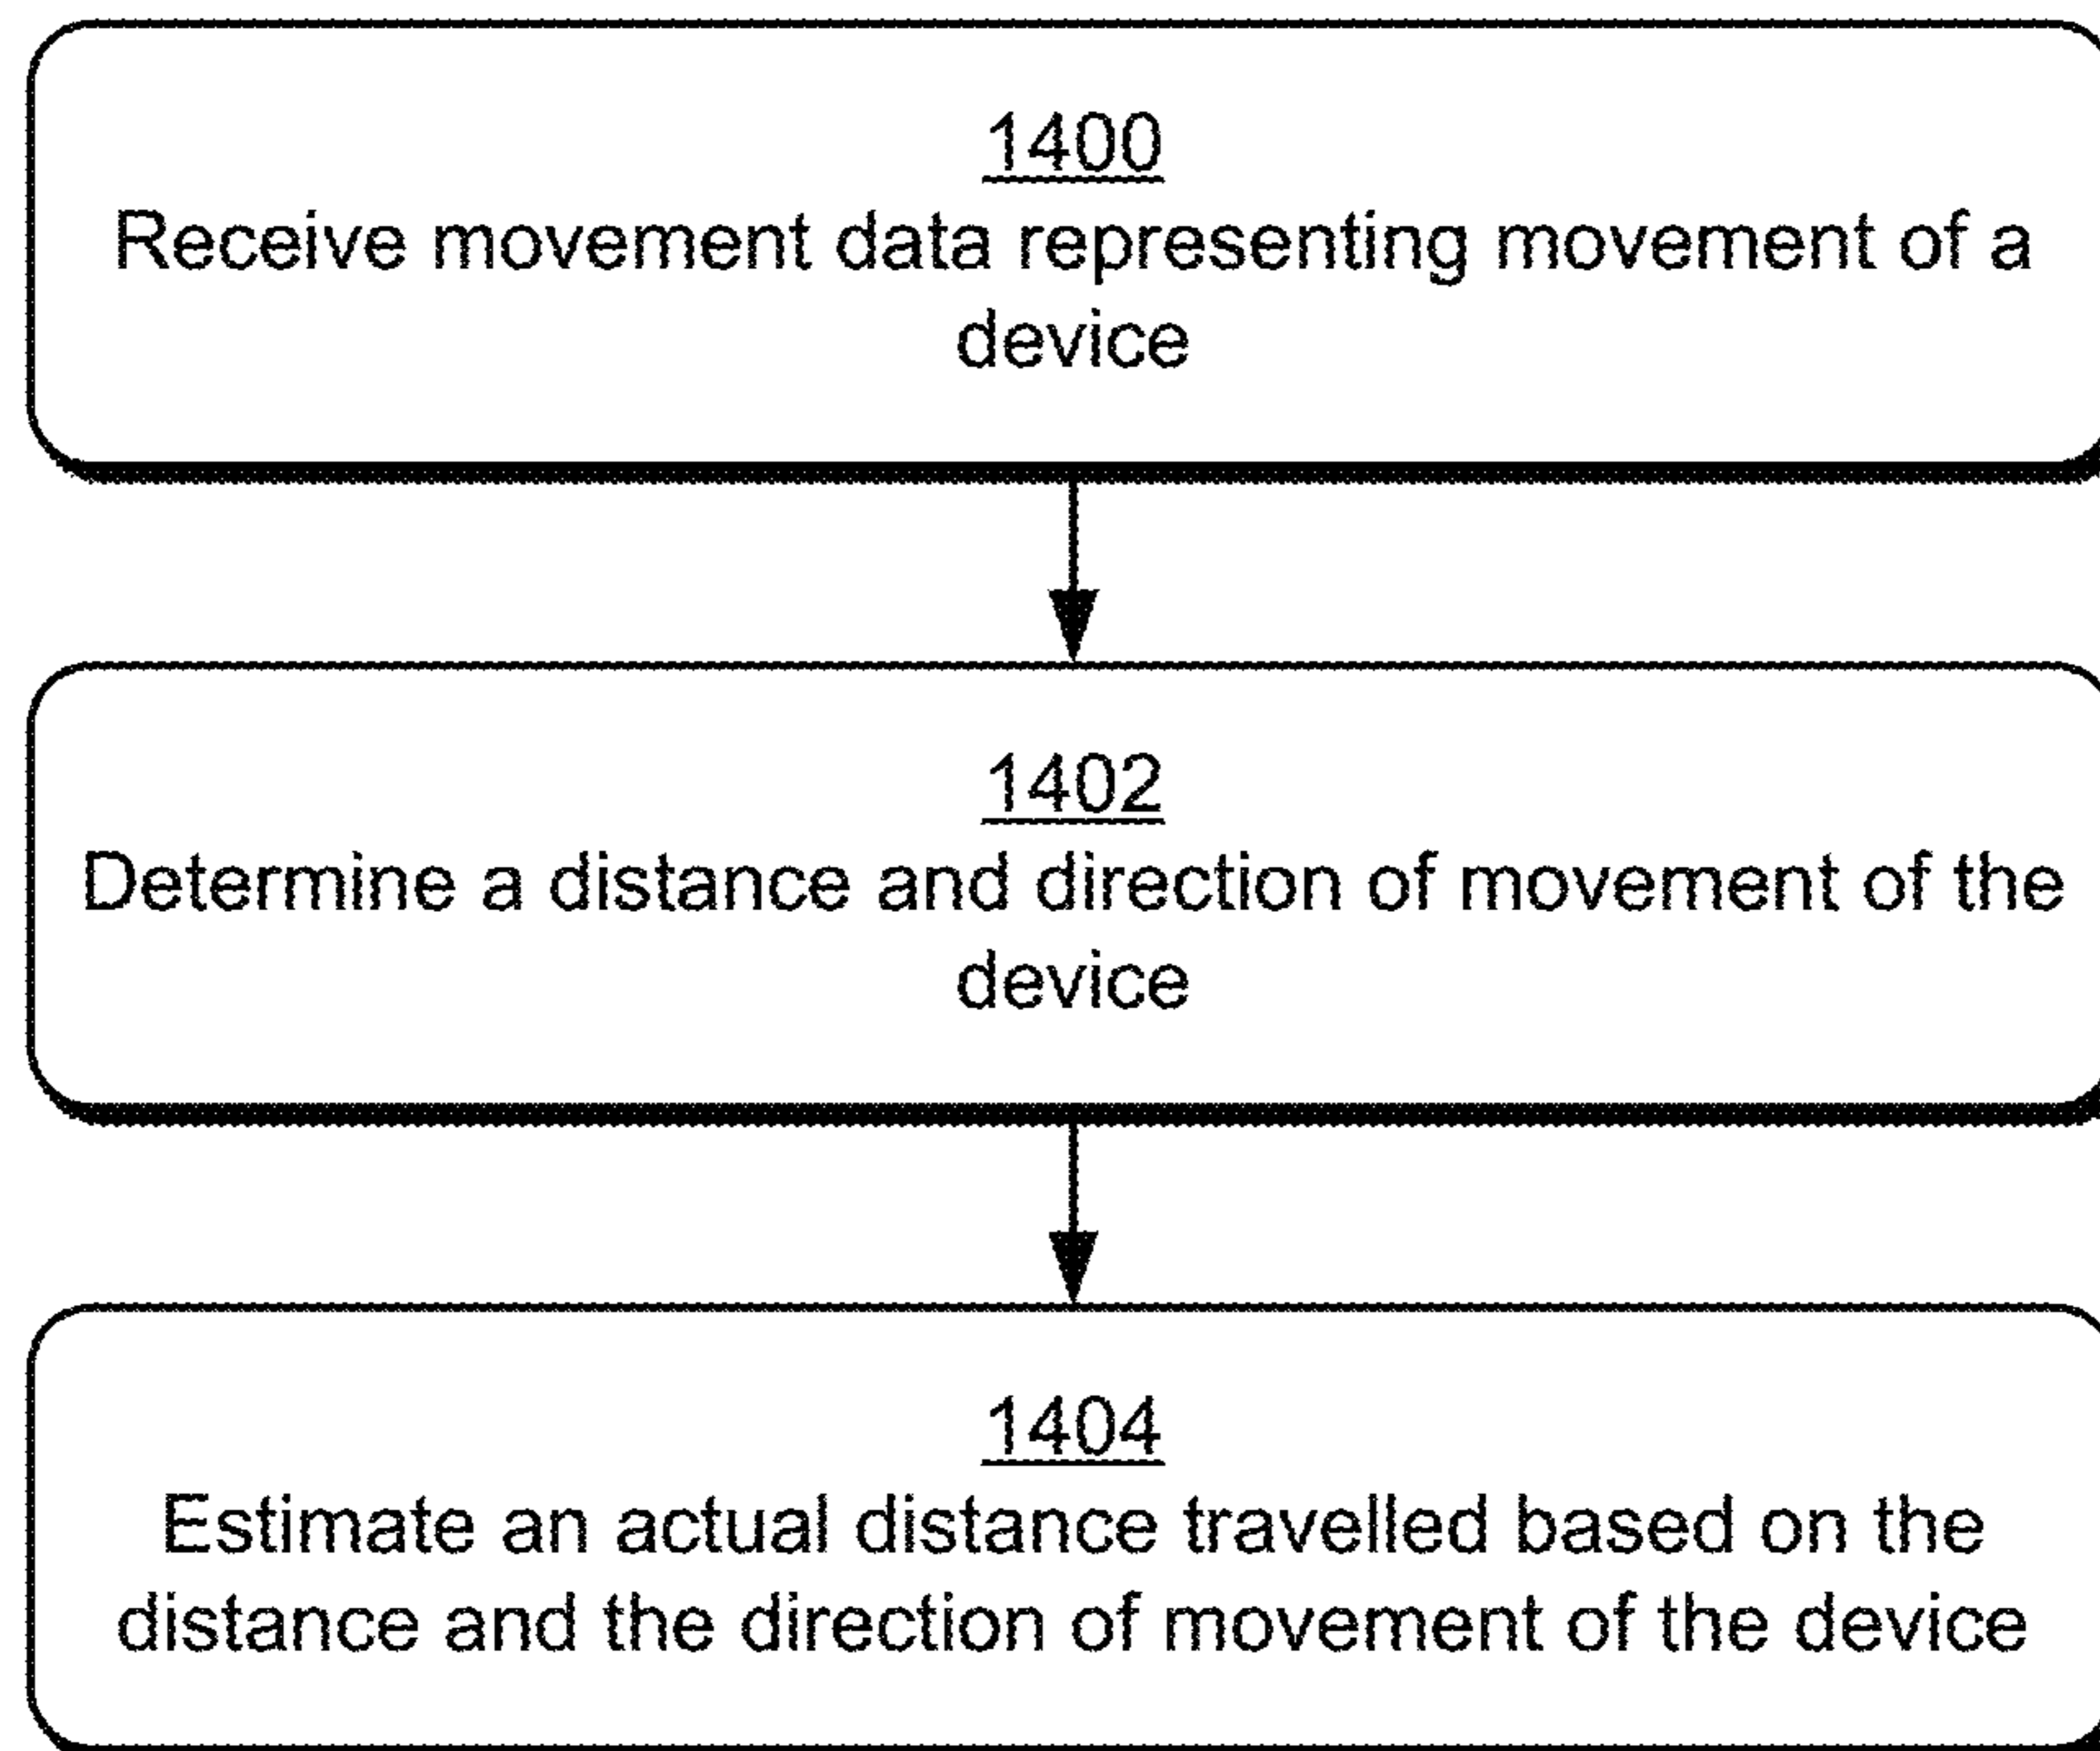 1400
Receive movement data representing movement of a
device
1402
Determine a distance and direction of movement of the
device
1404
Estimate an actual distance travelled based on the
distance and the direction of movement of the device